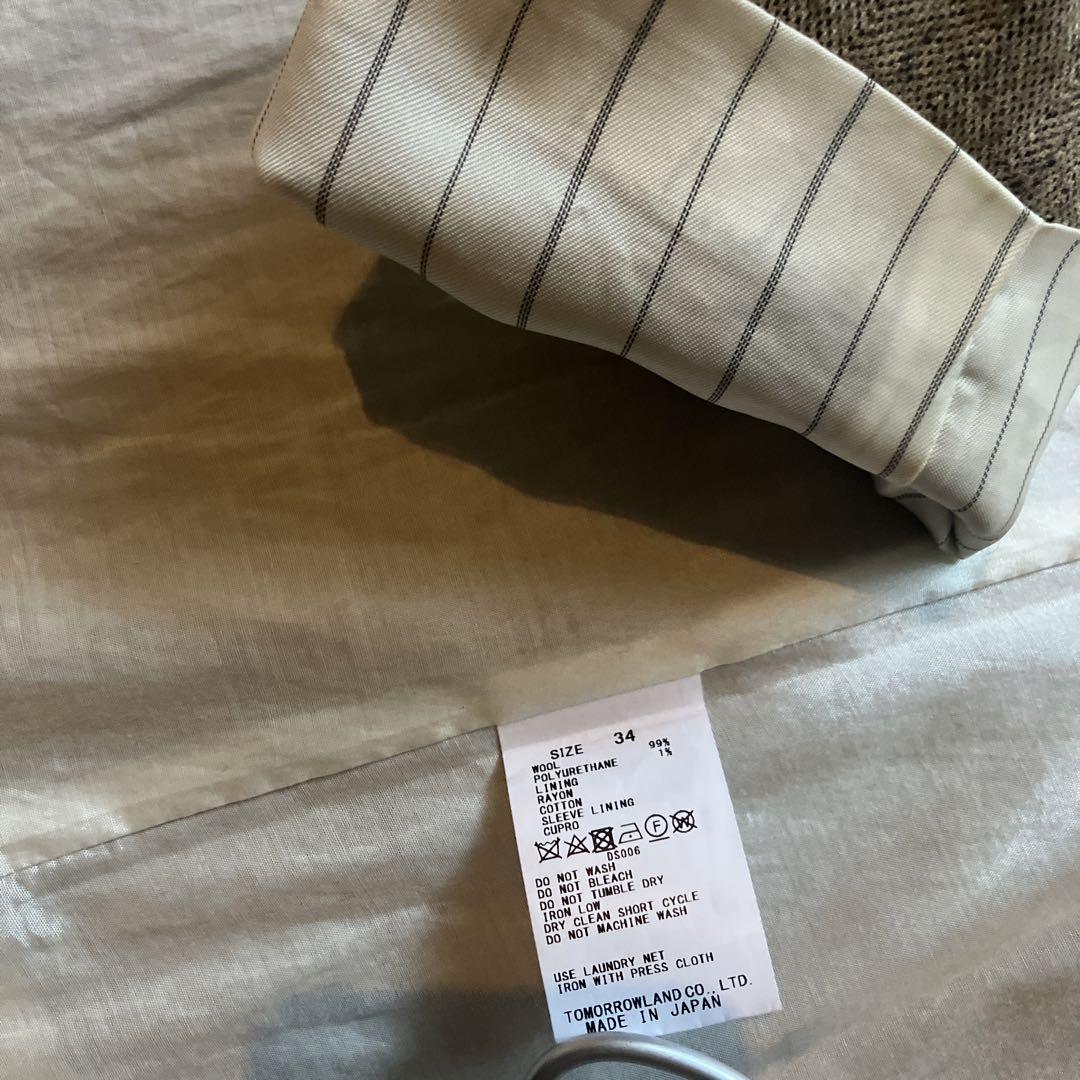 SIZE 34
WOOL 99%
POLYURETHANE 1%
LINING
RAYON
COTTON
SLEEVE LINING
CUPRO
F W
DS006
DO NOT WASH
DO NOT BLEACH
DO NOT TUMBLE DRY
IRON LOW
DRY CLEAN SHORT CYCLE
DO NOT MACHINE WASH
USE LAUNDRY NET
IRON WITH PRESS CLOTH
TOMORROWLAND CO., LTD.
MADE IN JAPAN